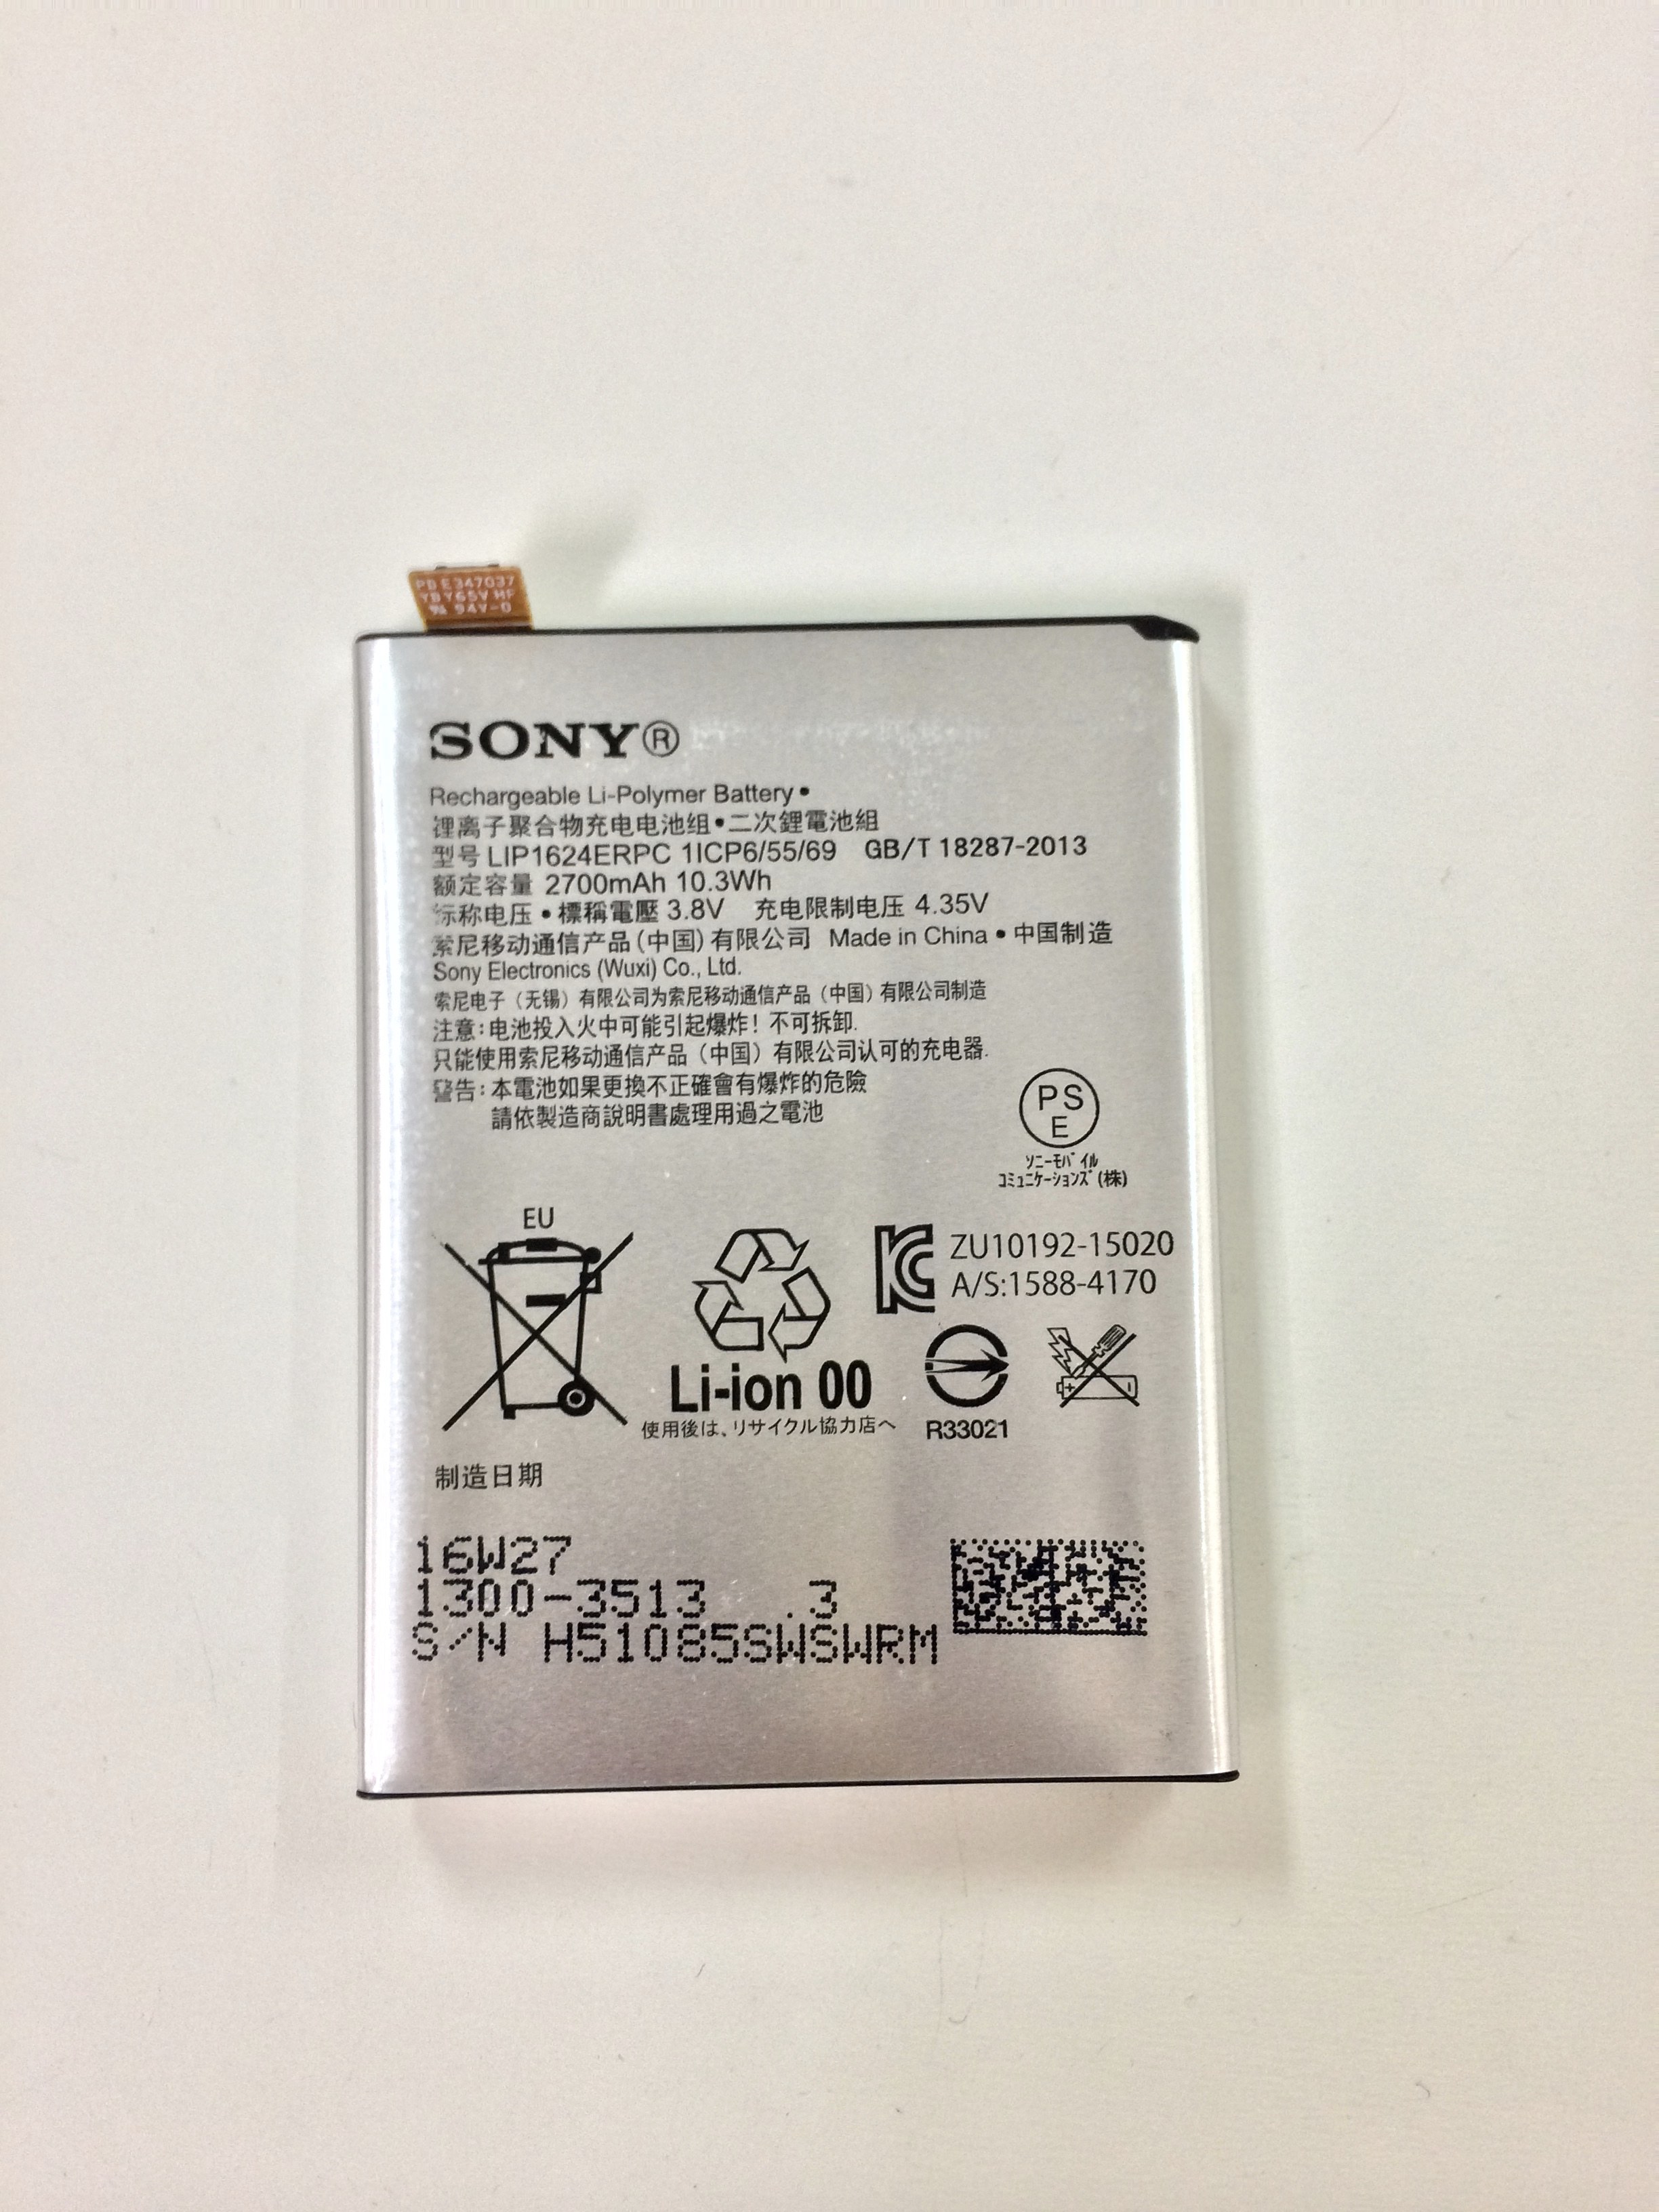 PD E347037
YBY65V HF
94V-0
SONY®
Rechargeable Li-Polymer Battery•
锂离子聚合物充电电池组•二次鋰電池組
型号 LIP1624ERPC 1ICP6/55/69 GB/T 18287-2013
额定容量 2700mAh 10.3Wh
标称电压•標稱電壓 3.8V 充电限制电压 4.35V
索尼移动通信产品(中国)有限公司 Made in China•中国制造
Sony Electronics (Wuxi) Co., Ltd.
索尼电子（无锡）有限公司为索尼移动通信产品（中国）有限公司制造
注意:电池投入火中可能引起爆炸！不可拆卸.
只能使用索尼移动通信产品（中国）有限公司认可的充电器.
警告:本電池如果更換不正確會有爆炸的危險
請依製造商說明書處理用過之電池
PS
E
ソニーモバイル
コミュニケーションズ(株)
EU
ZU10192-15020
A/S:1588-4170
Li-ion 00
使用後は、リサイクル協力店へ
R33021
制造日期
16W27
1300-3513 .3
S/N H51085SWSWRM